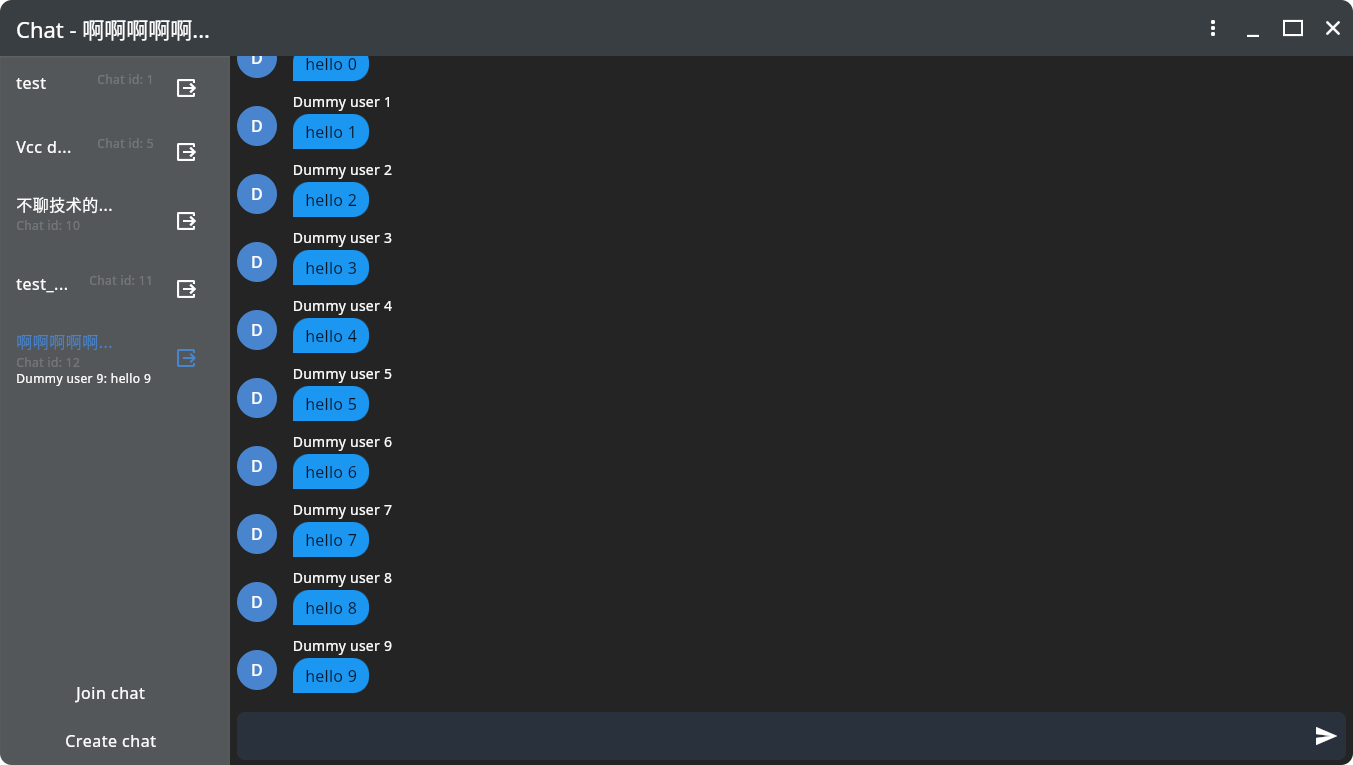 Chat - 啊啊啊啊啊...
test
Chat id: 1
Vcc d...
Chat id: 5
不聊技术的...
Chat id: 10
test_...
Chat id: 11
啊啊啊啊啊...
Chat id: 12
Dummy user 9: hello 9
Join chat
Create chat
D
hello 0
Dummy user 1
D
hello 1
Dummy user 2
D
hello 2
Dummy user 3
D
hello 3
Dummy user 4
D
hello 4
Dummy user 5
D
hello 5
Dummy user 6
D
hello 6
Dummy user 7
D
hello 7
Dummy user 8
D
hello 8
Dummy user 9
D
hello 9